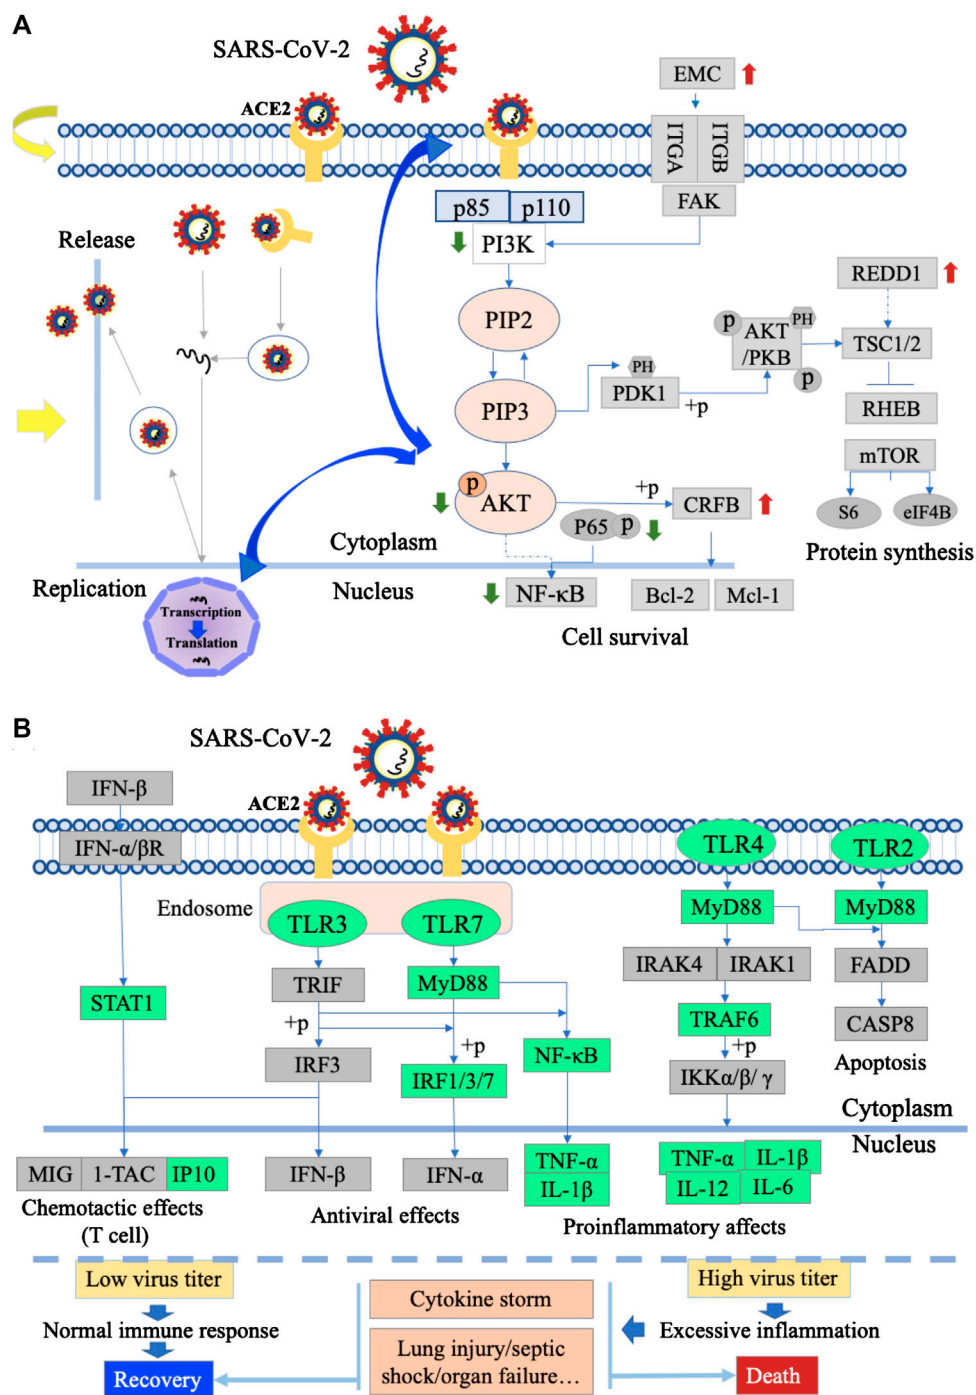 A
SARS-CoV-2
EMC
ACE2
ITGA
ITGB
FAK
p85
p110
PI3K
Release
REDD1
PIP2
p
AKT
/PKB
PH
p
TSC1/2
PH
PDK1
+p
PIP3
RHEB
mTOR
p
AKT
+p
CRFB
S6
eIF4B
P65
p
Cytoplasm
Protein synthesis
Replication
Nucleus
NF-κB
Bcl-2
Mcl-1
Transcription
Translation
Cell survival
B
SARS-CoV-2
IFN-β
ACE2
IFN-α/βR
TLR4
TLR2
Endosome
TLR3
TLR7
MyD88
MyD88
TRIF
MyD88
IRAK4
IRAK1
FADD
STAT1
TRAF6
CASP8
+p
+p
NF-κB
+p
Apoptosis
IRF3
IRF1/3/7
IKKα/β/ γ
Cytoplasm
Nucleus
MIG
1-TAC
IP10
IFN-β
IFN-α
TNF-α
IL-1β
TNF-α
IL-1β
IL-12
IL-6
Chemotactic effects
(T cell)
Antiviral effects
Proinflammatory affects
Low virus titer
High virus titer
Cytokine storm
Normal immune response
Excessive inflammation
Lung injury/septic
shock/organ failure...
Recovery
Death